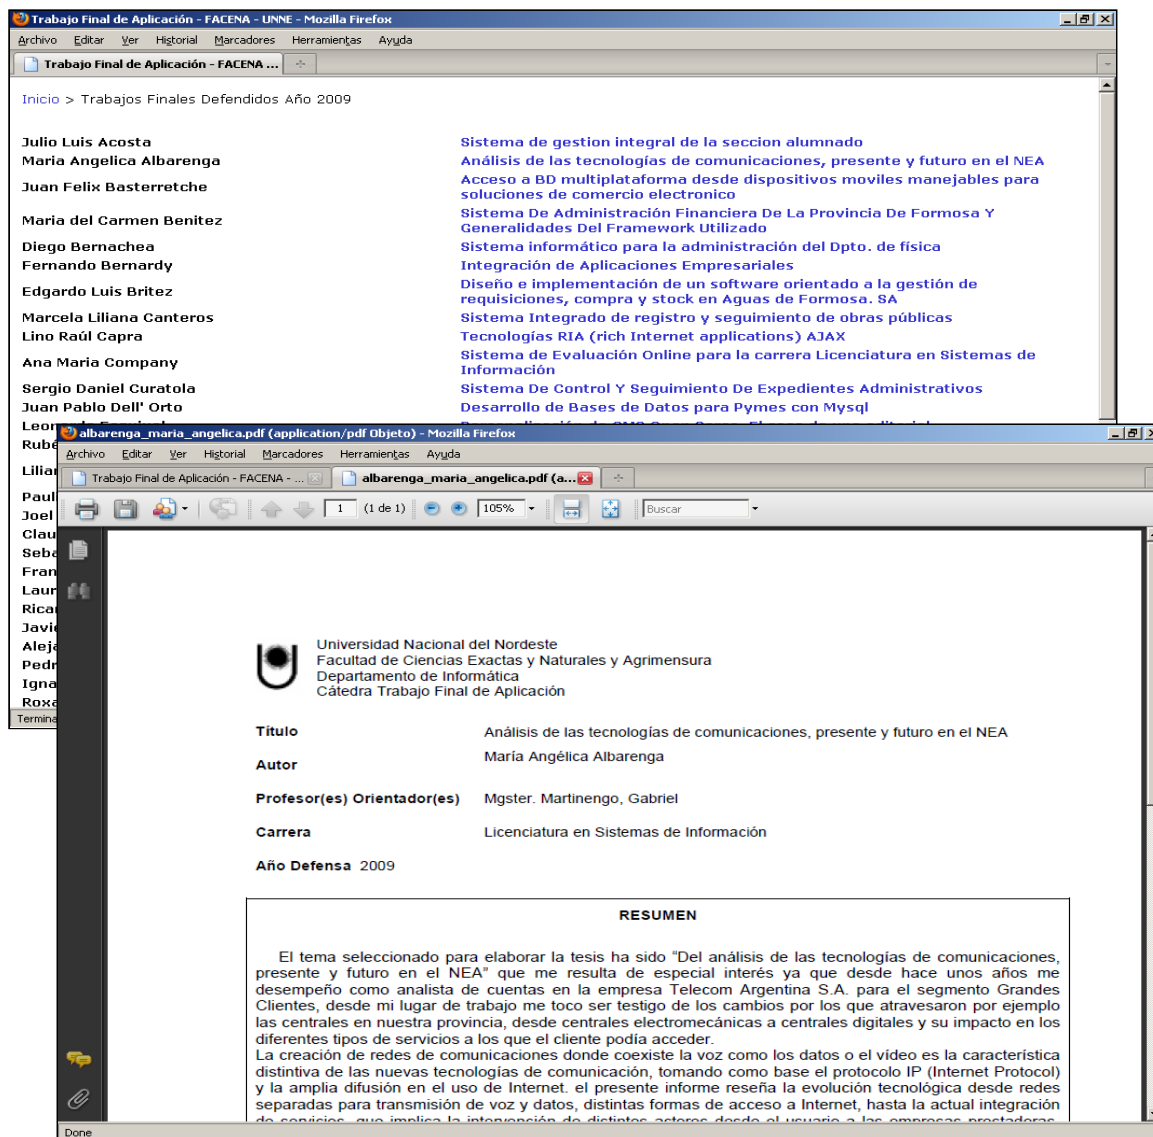 Trabajo Final de Aplicación - FACENA - UNNE - Mozilla Firefox
Archivo Editar Ver Historial Marcadores Herramientas Ayuda
Trabajo Final de Aplicación - FACENA ...
Inicio > Trabajos Finales Defendidos Año 2009
Julio Luis Acosta Sistema de gestion integral de la seccion alumnado
Maria Angelica Albarenga Análisis de las tecnologías de comunicaciones, presente y futuro en el NEA
Juan Felix Basterretche Acceso a BD multiplataforma desde dispositivos moviles manejables para
soluciones de comercio electronico
Maria del Carmen Benitez Sistema De Administración Financiera De La Provincia De Formosa Y
Generalidades Del Framework Utilizado
Diego Bernachea Sistema informático para la administración del Dpto. de física
Fernando Bernardy Integración de Aplicaciones Empresariales
Edgardo Luis Britez Diseño e implementación de un software orientado a la gestión de
requisiciones, compra y stock en Aguas de Formosa. SA
Marcela Liliana Canteros Sistema Integrado de registro y seguimiento de obras públicas
Lino Raúl Capra Tecnologías RIA (rich Internet applications) AJAX
Ana Maria Company Sistema de Evaluación Online para la carrera Licenciatura en Sistemas de
Información
Sergio Daniel Curatola Sistema De Control Y Seguimiento De Expedientes Administrativos
Juan Pablo Dell' Orto Desarrollo de Bases de Datos para Pymes con Mysql
albarenga_maria_angelica.pdf (application/pdf Objeto) - Mozilla Firefox
Archivo Editar Ver Historial Marcadores Herramientas Ayuda
Trabajo Final de Aplicación - FACENA - ... albarenga_maria_angelica.pdf (a...
1 (1 de 1) 105% Buscar
Universidad Nacional del Nordeste
Facultad de Ciencias Exactas y Naturales y Agrimensura
Departamento de Informática
Cátedra Trabajo Final de Aplicación
Título Análisis de las tecnologías de comunicaciones, presente y futuro en el NEA
Autor María Angélica Albarenga
Profesor(es) Orientador(es) Mgster. Martinengo, Gabriel
Carrera Licenciatura en Sistemas de Información
Año Defensa 2009
RESUMEN
El tema seleccionado para elaborar la tesis ha sido "Del análisis de las tecnologías de comunicaciones,
presente y futuro en el NEA" que me resulta de especial interés ya que desde hace unos años me
desempeño como analista de cuentas en la empresa Telecom Argentina S.A. para el segmento Grandes
Clientes, desde mi lugar de trabajo me toco ser testigo de los cambios por los que atravesaron por ejemplo
las centrales en nuestra provincia, desde centrales electromecánicas a centrales digitales y su impacto en los
diferentes tipos de servicios a los que el cliente podía acceder.
La creación de redes de comunicaciones donde coexiste la voz como los datos o el vídeo es la característica
distintiva de las nuevas tecnologías de comunicación, tomando como base el protocolo IP (Internet Protocol)
y la amplia difusión en el uso de Internet. el presente informe reseña la evolución tecnológica desde redes
separadas para transmisión de voz y datos, distintas formas de acceso a Internet, hasta la actual integración
de servicios, que implica la intervención de distintos actores desde el usuario a las empresas prestadoras,
Done